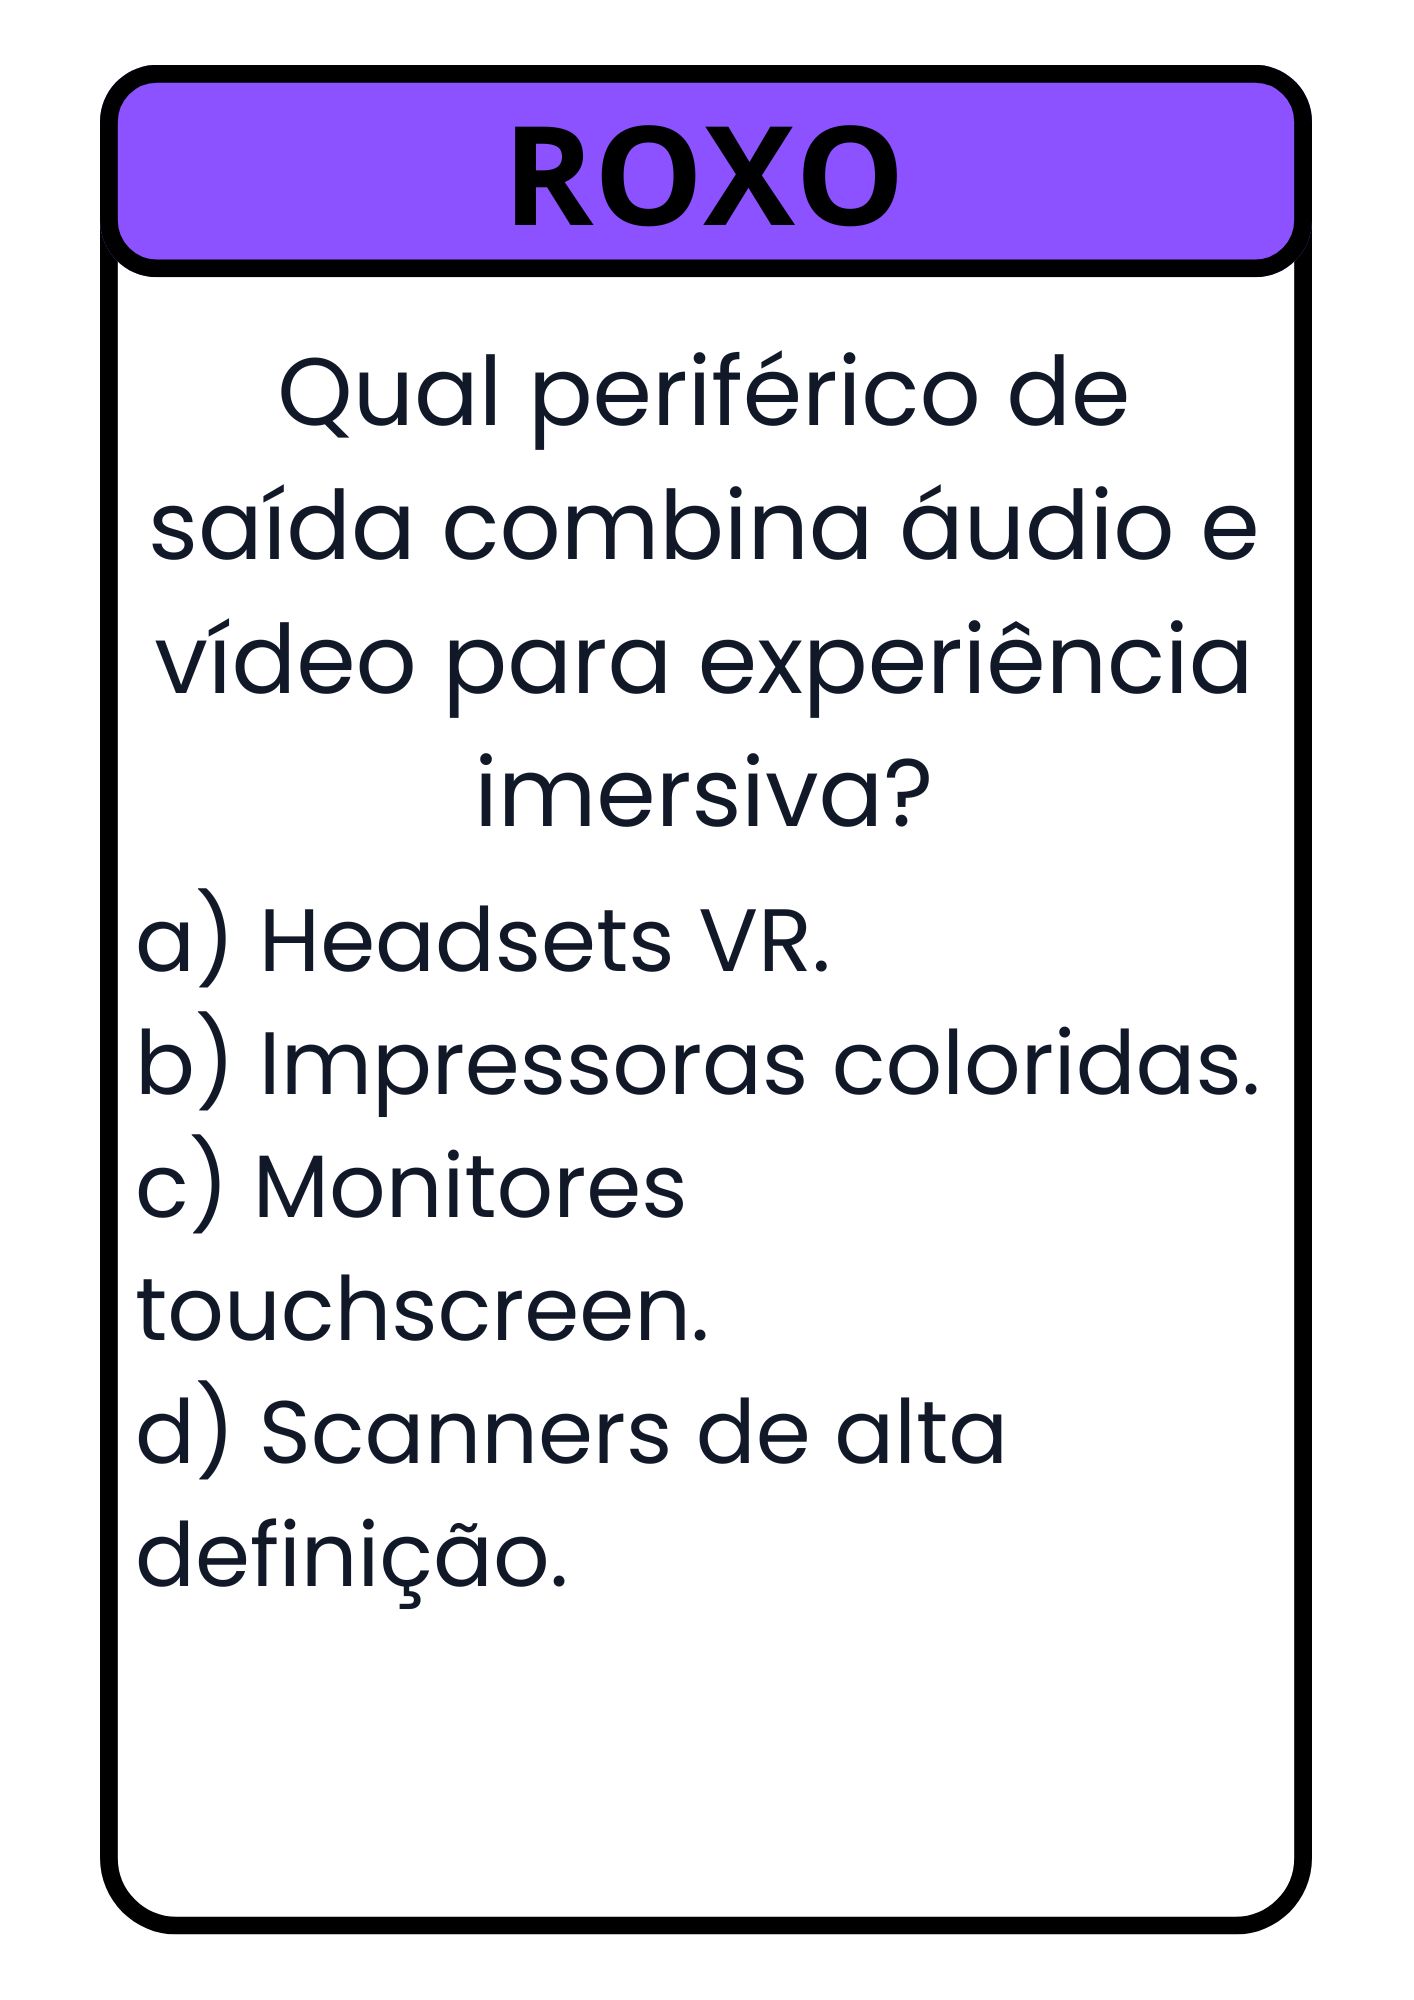 ROXO
Qual periférico de
saída combina áudio e
vídeo para experiência
imersiva?
a) Headsets VR.
b) Impressoras coloridas.
c) Monitores
touchscreen.
d) Scanners de alta
definição.